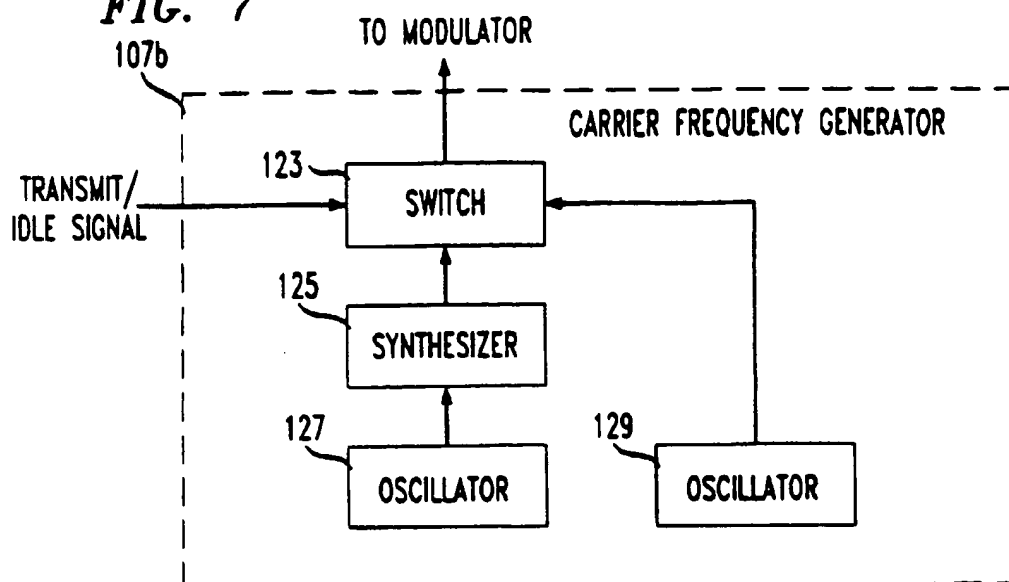 FIG. 7
TO MODULATOR
107b
CARRIER FREQUENCY GENERATOR
123
TRANSMIT/
IDLE SIGNAL
SWITCH
125
SYNTHESIZER
127
129
OSCILLATOR
OSCILLATOR